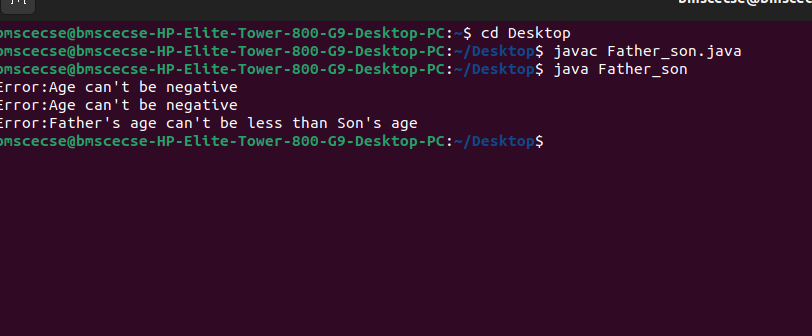 bmscecse@bmscecse-HP-Elite-Tower-800-G9-Desktop-PC:~$ cd Desktop
bmscecse@bmscecse-HP-Elite-Tower-800-G9-Desktop-PC:~/Desktop$ javac Father_son.java
bmscecse@bmscecse-HP-Elite-Tower-800-G9-Desktop-PC:~/Desktop$ java Father_son
Error:Age can't be negative
Error:Age can't be negative
Error:Father's age can't be less than Son's age
bmscecse@bmscecse-HP-Elite-Tower-800-G9-Desktop-PC:~/Desktop$